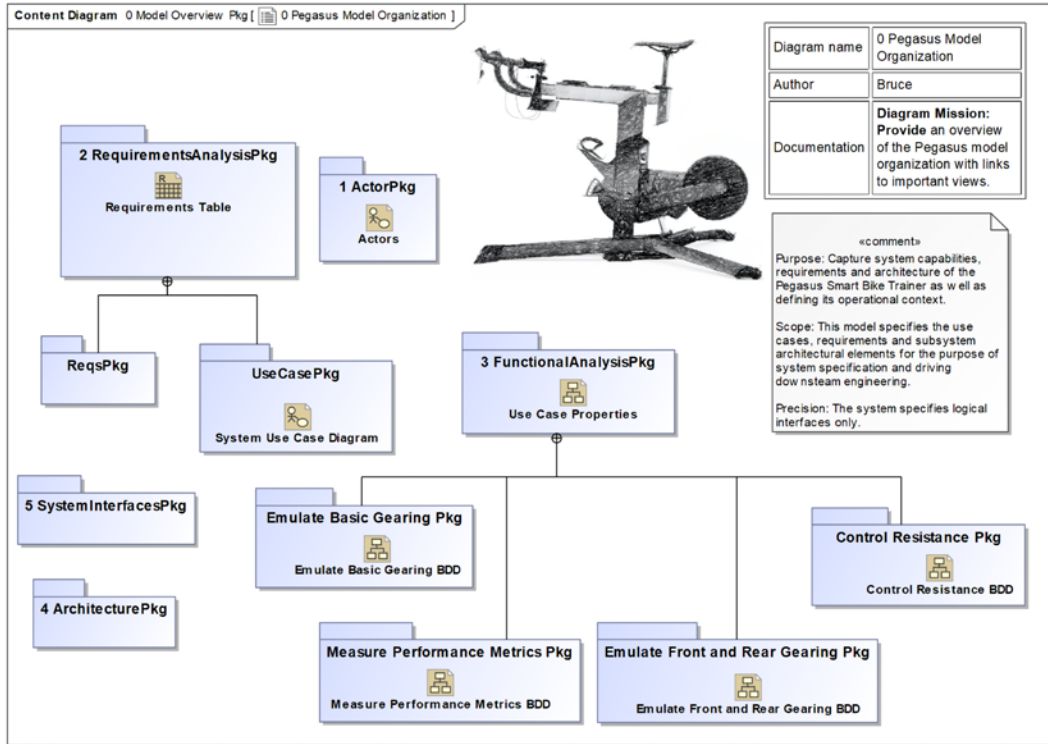 Content Diagram 0 Model Overview Pkg [ 0 Pegasus Model Organization ]
Diagram name
0 Pegasus Model
Organization
Author
Bruce
Documentation
Diagram Mission:
Provide an overview
of the Pegasus model
organization with links
to important views.
2 RequirementsAnalysisPkg
R
Requirements Table
1 ActorPkg
Actors
«comment»
Purpose: Capture system capabilities,
requirements and architecture of the
Pegasus Smart Bike Trainer as well as
defining its operational context.
Scope: This model specifies the use
cases, requirements and subsystem
architectural elements for the purpose of
system specification and driving
downsteam engineering.
Precision: The system specifies logical
interfaces only.
ReqsPkg
UseCasePkg
System Use Case Diagram
3 FunctionalAnalysisPkg
Use Case Properties
5 SystemInterfacesPkg
Emulate Basic Gearing Pkg
Emulate Basic Gearing BDD
Control Resistance Pkg
Control Resistance BDD
4 ArchitecturePkg
Measure Performance Metrics Pkg
Measure Performance Metrics BDD
Emulate Front and Rear Gearing Pkg
Emulate Front and Rear Gearing BDD